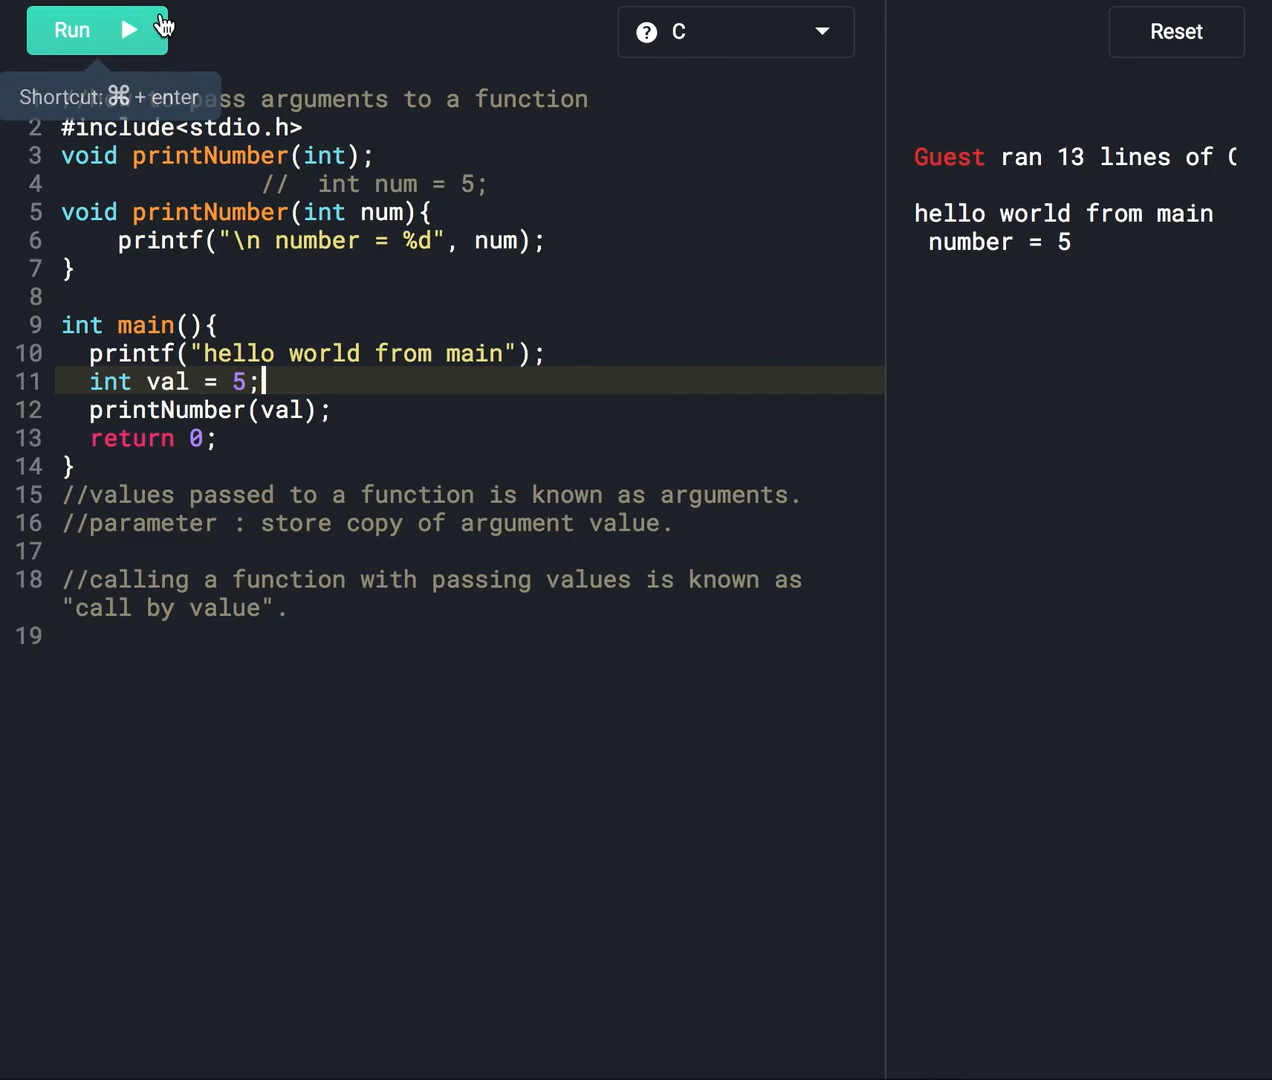 Run
C
Reset
Shortcut: ⌘ + enter
pass arguments to a function
2 #include<stdio.h>
3 void printNumber(int);
4 // int num = 5;
5 void printNumber(int num){
6 printf("\n number = %d", num);
7 }
8
9 int main(){
10 printf("hello world from main");
11 int val = 5;
12 printNumber(val);
13 return 0;
14 }
15 //values passed to a function is known as arguments.
16 //parameter : store copy of argument value.
17
18 //calling a function with passing values is known as
"call by value".
19
Guest ran 13 lines of
hello world from main
number = 5